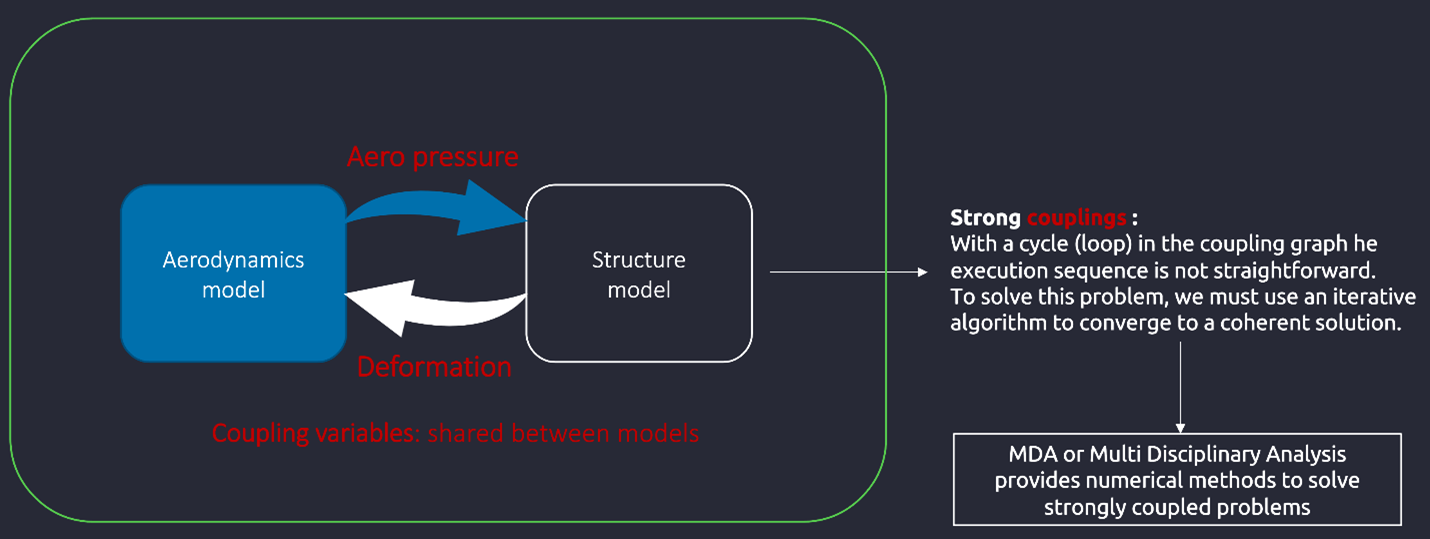 Aero pressure
Aerodynamics
model
Structure
model
Deformation
Coupling variables: shared between models
Strong couplings :
With a cycle (loop) in the coupling graph he
execution sequence is not straightforward.
To solve this problem, we must use an iterative
algorithm to converge to a coherent solution.
MDA or Multi Disciplinary Analysis
provides numerical methods to solve
strongly coupled problems